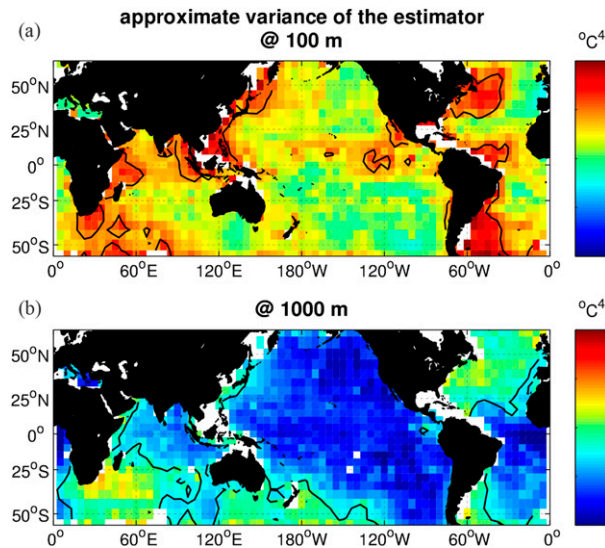 approximate variance of the estimator
(a)
@ 100 m
°C⁴
50°N
25°N
0°
25°S
50°S
0° 60°E 120°E 180°W 120°W 60°W 0°
(b)
@ 1000 m
°C⁴
50°N
25°N
0°
25°S
50°S
0° 60°E 120°E 180°W 120°W 60°W 0°